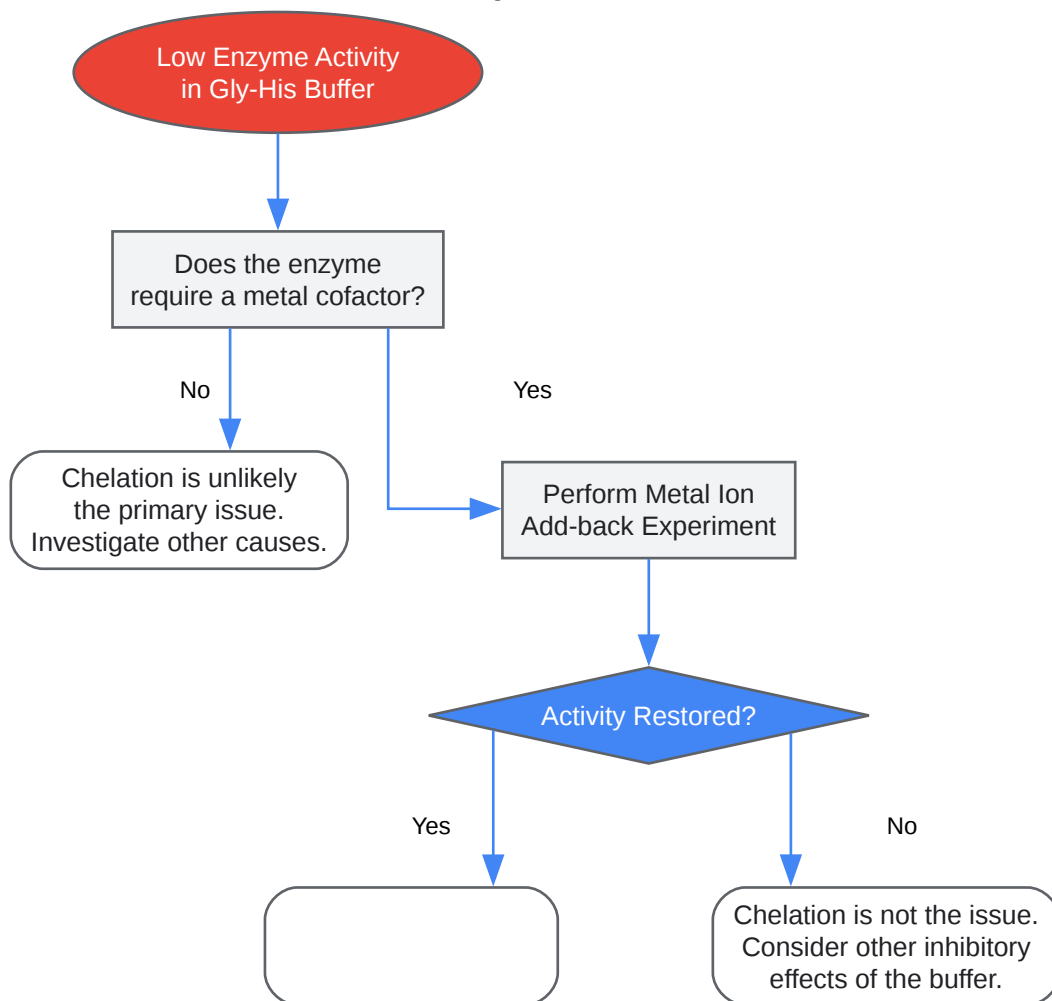 Low Enzyme Activity
in Gly-His Buffer
Does the enzyme
require a metal cofactor?
No
Yes
Chelation is unlikely
the primary issue.
Investigate other causes.
Perform Metal Ion
Add-back Experiment
Activity Restored?
Yes
No
Chelation is not the issue.
Consider other inhibitory
effects of the buffer.